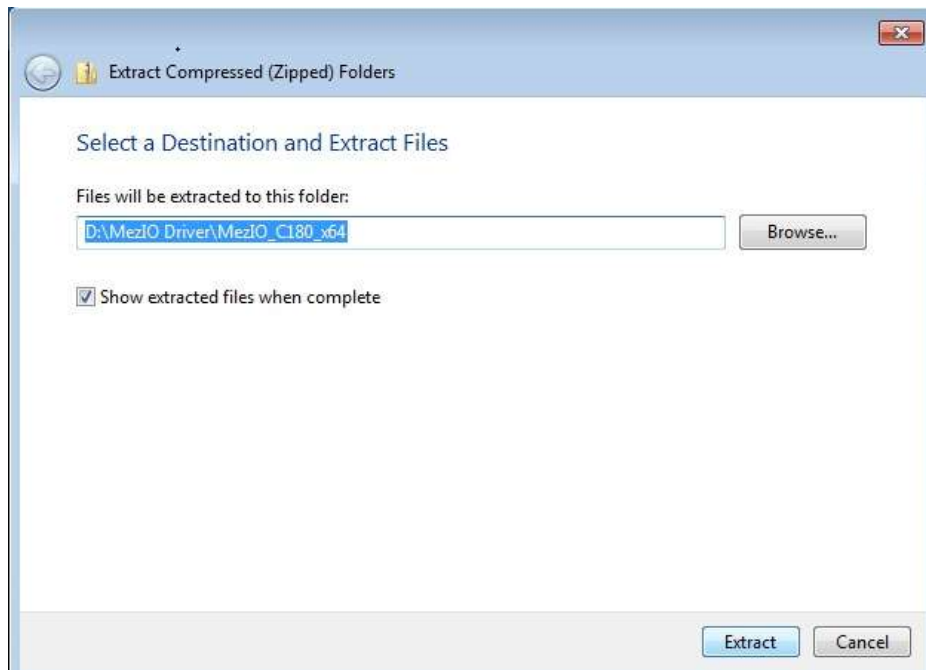 Extract Compressed (Zipped) Folders
Select a Destination and Extract Files
Files will be extracted to this folder:
D:\MezIO Driver\MezIO_C180_x64
Browse...
Show extracted files when complete
Extract
Cancel